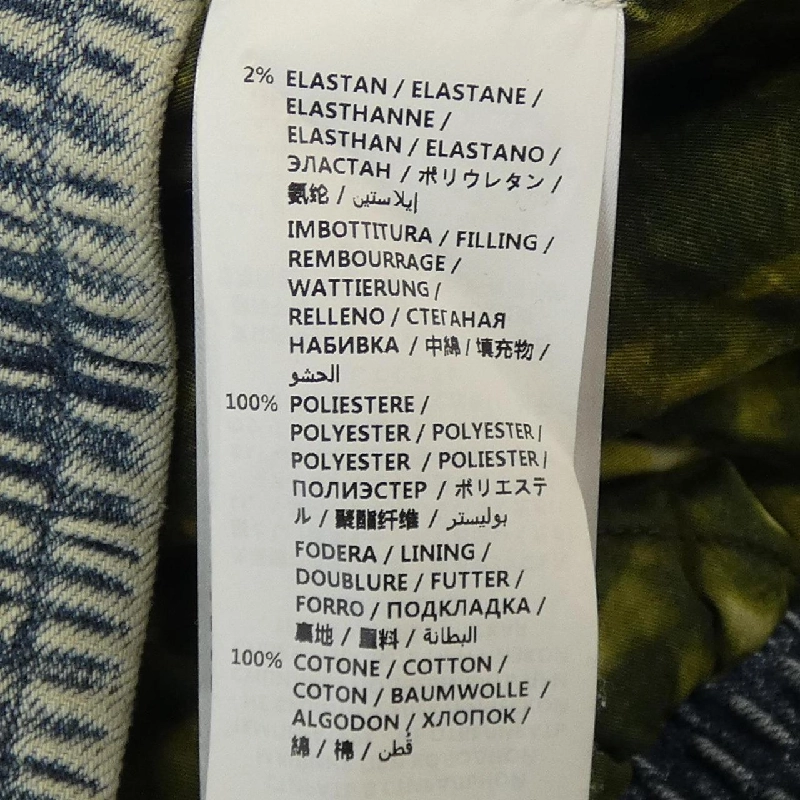 2% ELASTAN / ELASTANE /
ELASTHANNE /
ELASTHAN / ELASTANO /
ЭЛАСТАН / ポリウレタン /
氨纶 / إيلاستين
IMBOTTITURA / FILLING /
REMBOURRAGE /
WATTIERUNG /
RELLENO / СТЕГАНАЯ
НАБИВКА / 中綿 / 填充物 /
الحشو
100% POLIESTERE /
POLYESTER / POLYESTER /
POLYESTER / POLIESTER /
ПОЛИЭСТЕР / ポリエステ
ル / 聚酯纤维 / بوليستر
FODERA / LINING /
DOUBLURE / FUTTER /
FORRO / ПОДКЛАДКА /
裏地 / 里料 / البطانة
100% COTONE / COTTON /
COTON / BAUMWOLLE /
ALGODON / ХЛОПОК /
綿 / 棉 / قُطن